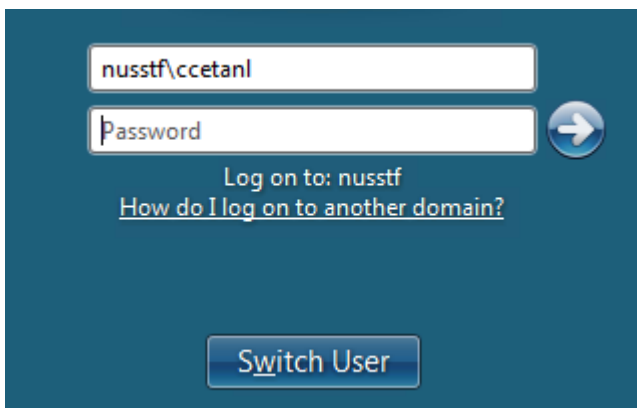 nusstf\ccetanl
Password
Log on to: nusstf
How do I log on to another domain?
Switch User